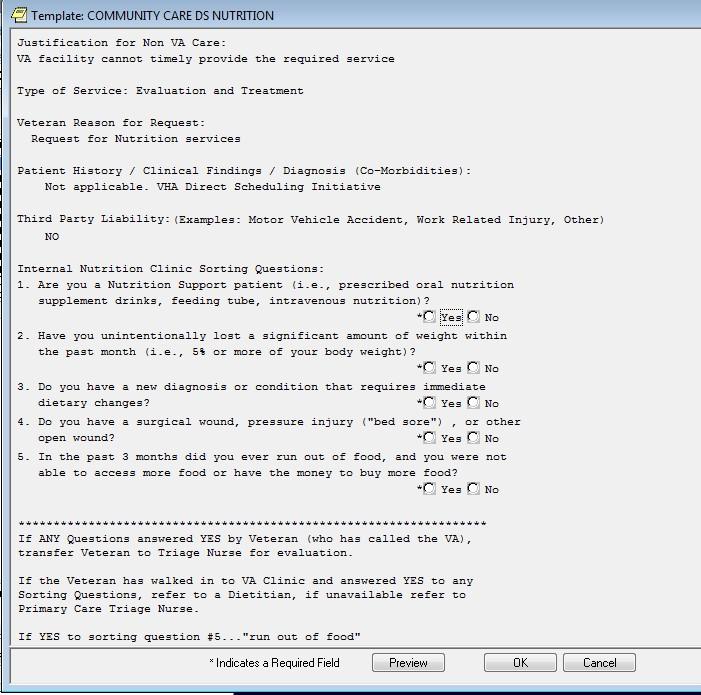 Template: COMMUNITY CARE DS NUTRITION
Justification for Non VA Care:
VA facility cannot timely provide the required service
Type of Service: Evaluation and Treatment
Veteran Reason for Request:
Request for Nutrition services
Patient History / Clinical Findings / Diagnosis (Co-Morbidities):
Not applicable. VHA Direct Scheduling Initiative
Third Party Liability: (Examples: Motor Vehicle Accident, Work Related Injury, Other)
NO
Internal Nutrition Clinic Sorting Questions:
1. Are you a Nutrition Support patient (i.e., prescribed oral nutrition
supplement drinks, feeding tube, intravenous nutrition)?
* Yes No
2. Have you unintentionally lost a significant amount of weight within
the past month (i.e., 5% or more of your body weight)?
* Yes No
3. Do you have a new diagnosis or condition that requires immediate
dietary changes? * Yes No
4. Do you have a surgical wound, pressure injury ("bed sore") , or other
open wound? * Yes No
5. In the past 3 months did you ever run out of food, and you were not
able to access more food or have the money to buy more food?
* Yes No
********************************************************************
If ANY Questions answered YES by Veteran (who has called the VA),
transfer Veteran to Triage Nurse for evaluation.
If the Veteran has walked in to VA Clinic and answered YES to any
Sorting Questions, refer to a Dietitian, if unavailable refer to
Primary Care Triage Nurse.
If YES to sorting question #5..."run out of food"
* Indicates a Required Field Preview OK Cancel